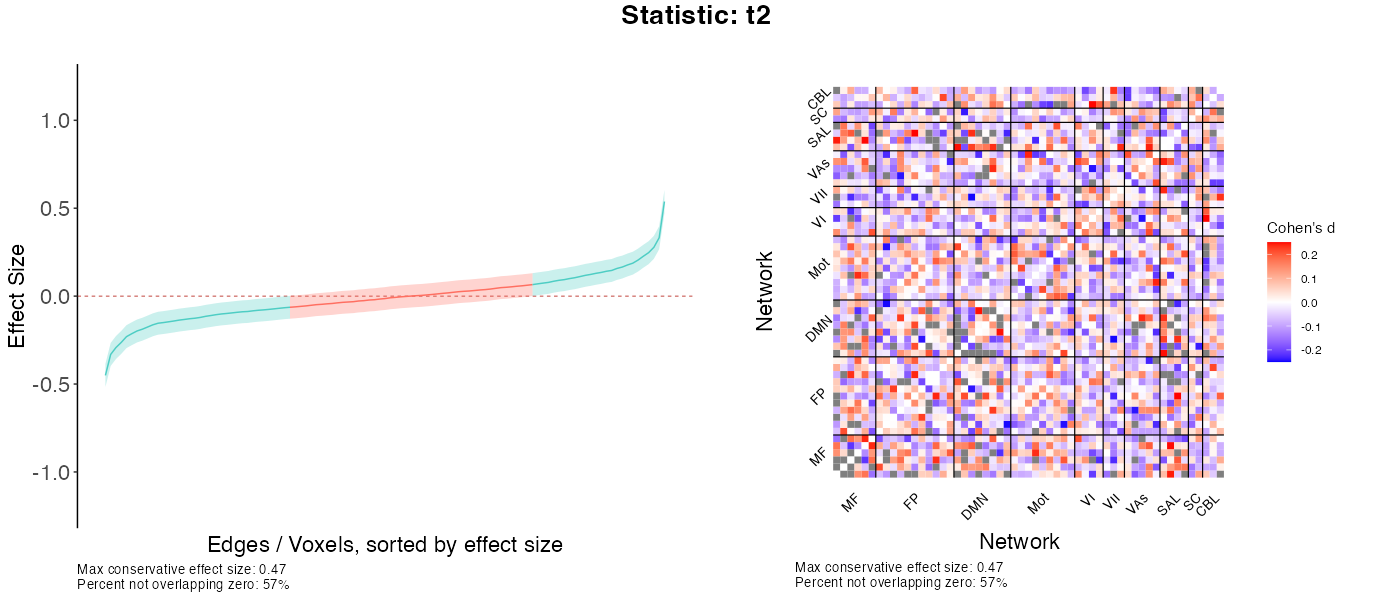 Statistic: t2
Effect Size
1.0
0.5
0.0
-0.5
-1.0
Edges / Voxels, sorted by effect size
Max conservative effect size: 0.47
Percent not overlapping zero: 57%
Network
CBL
SC
SAL
VAs
VII
VI
Mot
DMN
FP
MF
MF
FP
DMN
Mot
VI
VII
VAs
SAL
SC
CBL
Network
Max conservative effect size: 0.47
Percent not overlapping zero: 57%
Cohen's d
0.2
0.1
0.0
-0.1
-0.2